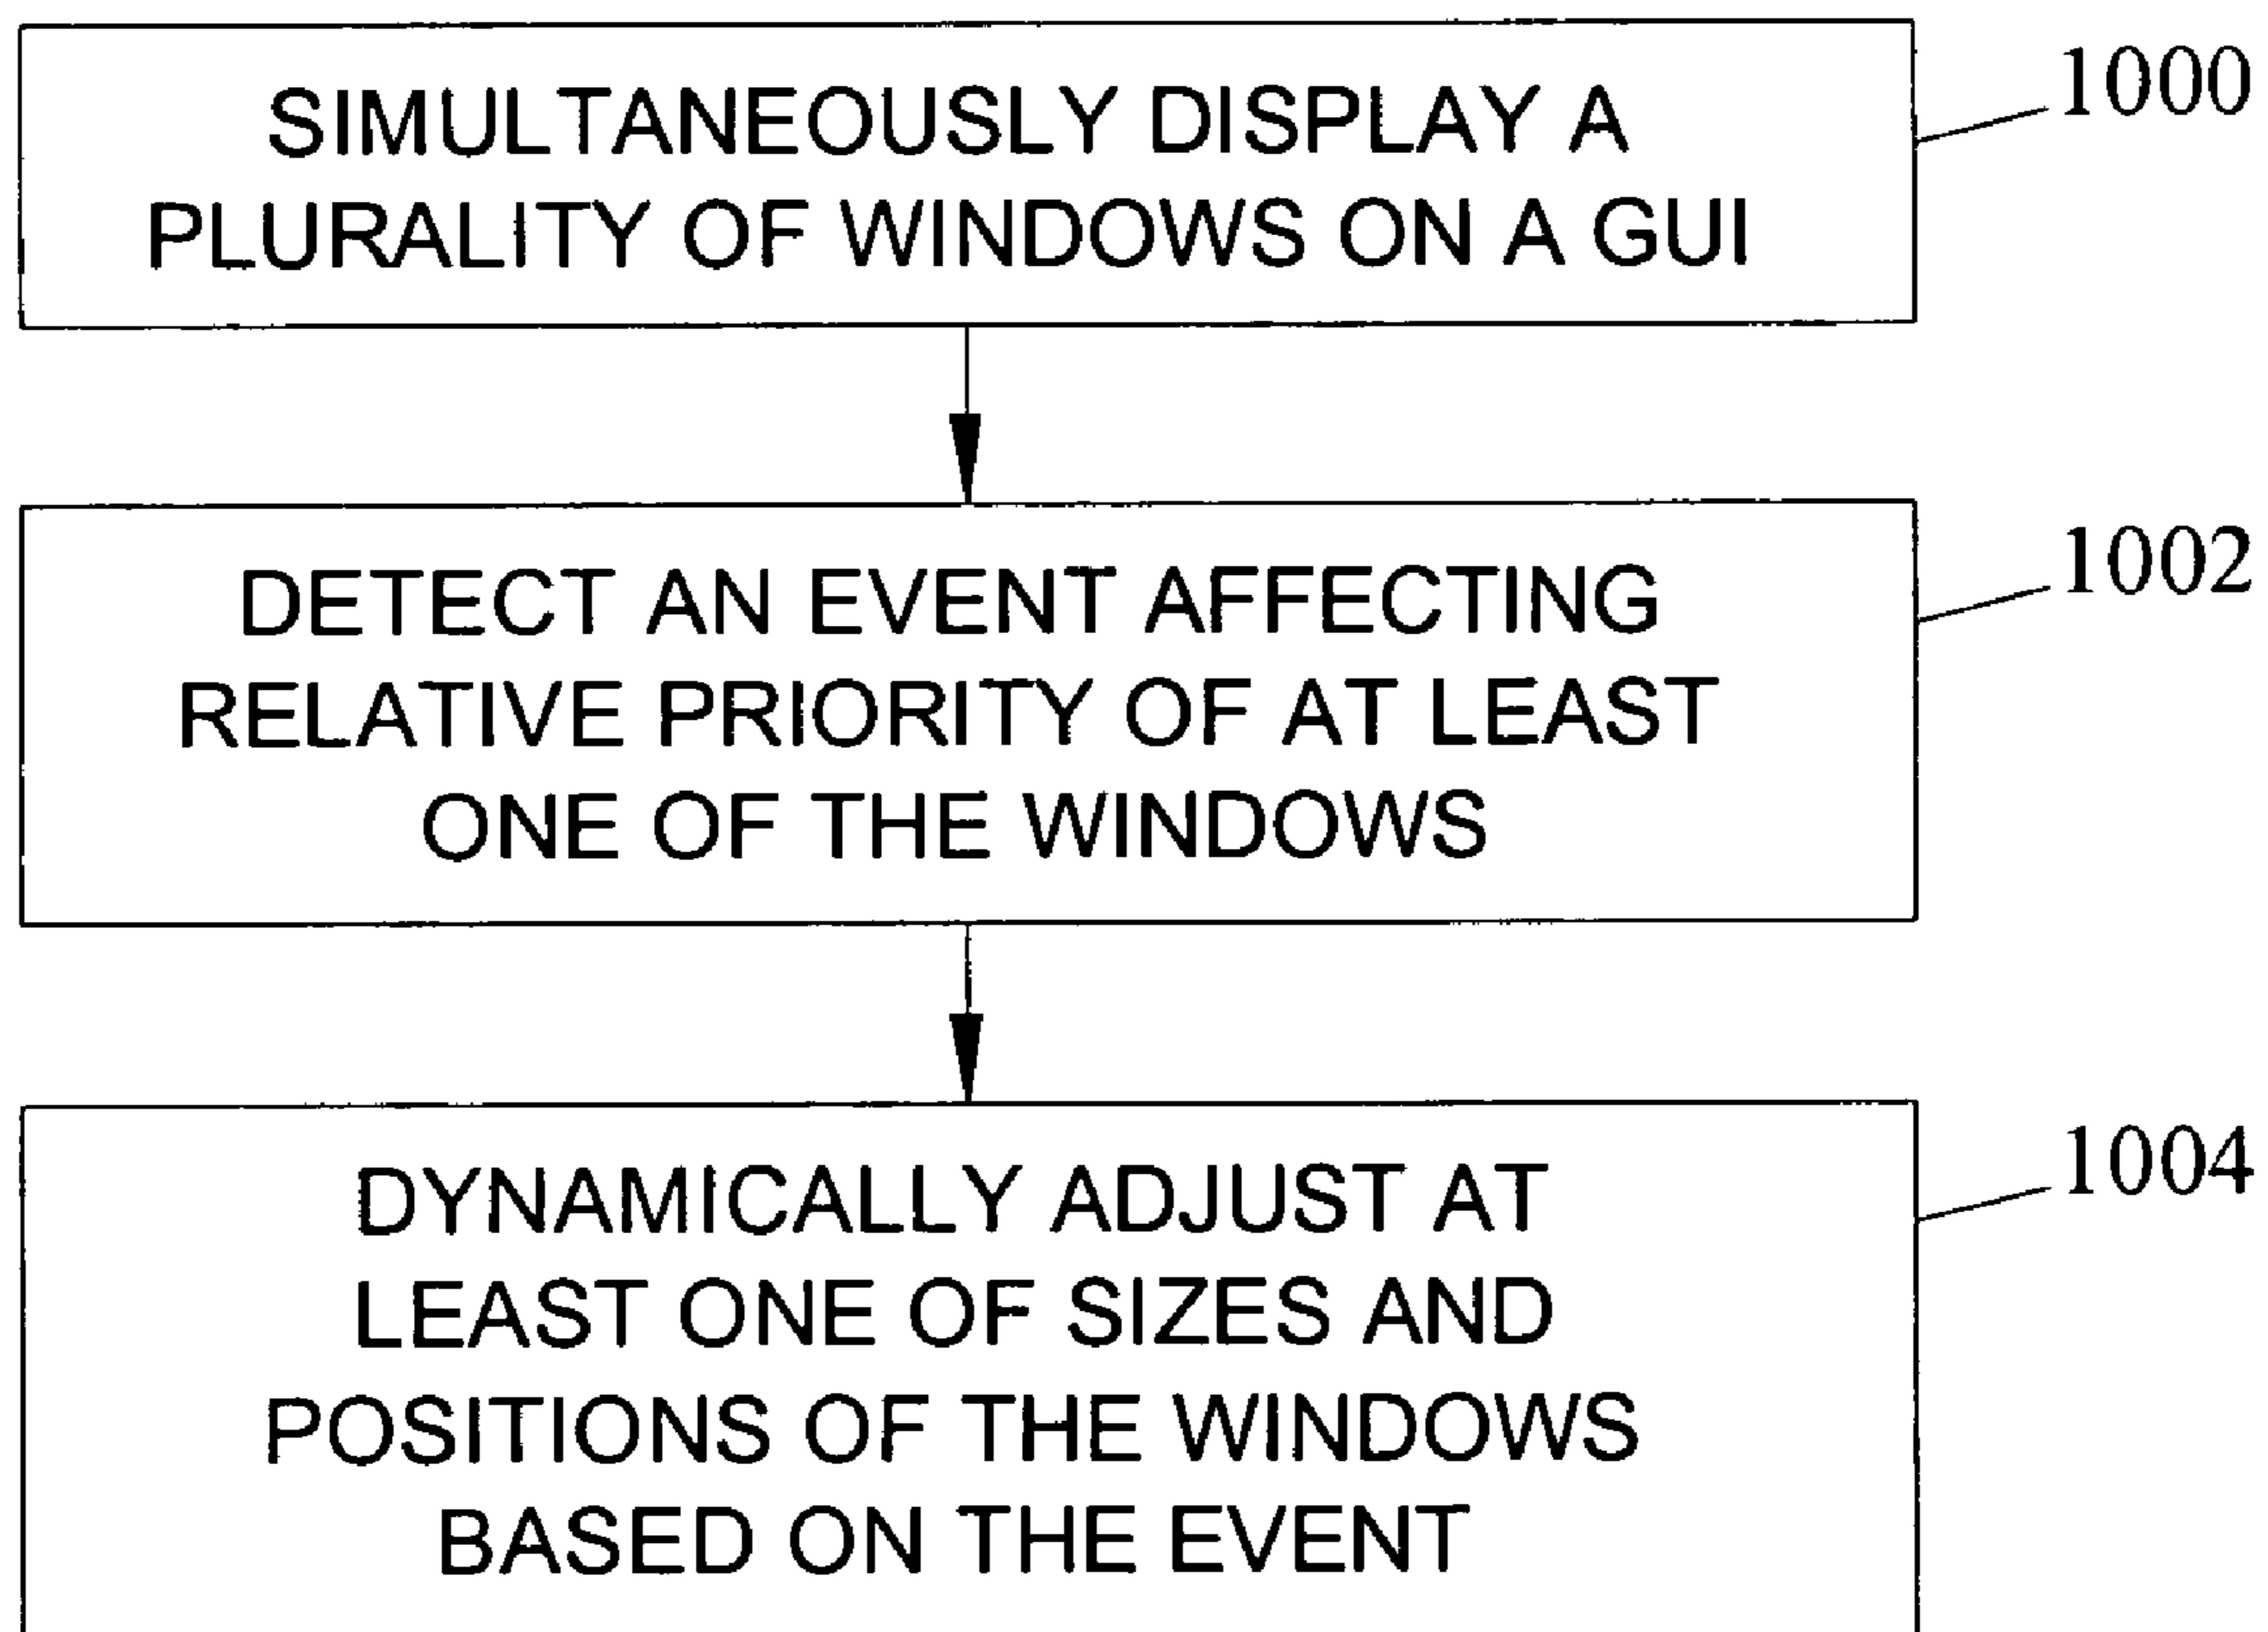 SIMULTANEOUSLY DISPLAY A
PLURALITY OF WINDOWS ON A GUI
1000
DETECT AN EVENT AFFECTING
RELATIVE PRIORITY OF AT LEAST
ONE OF THE WINDOWS
1002
DYNAMICALLY ADJUST AT
LEAST ONE OF SIZES AND
POSITIONS OF THE WINDOWS
BASED ON THE EVENT
1004